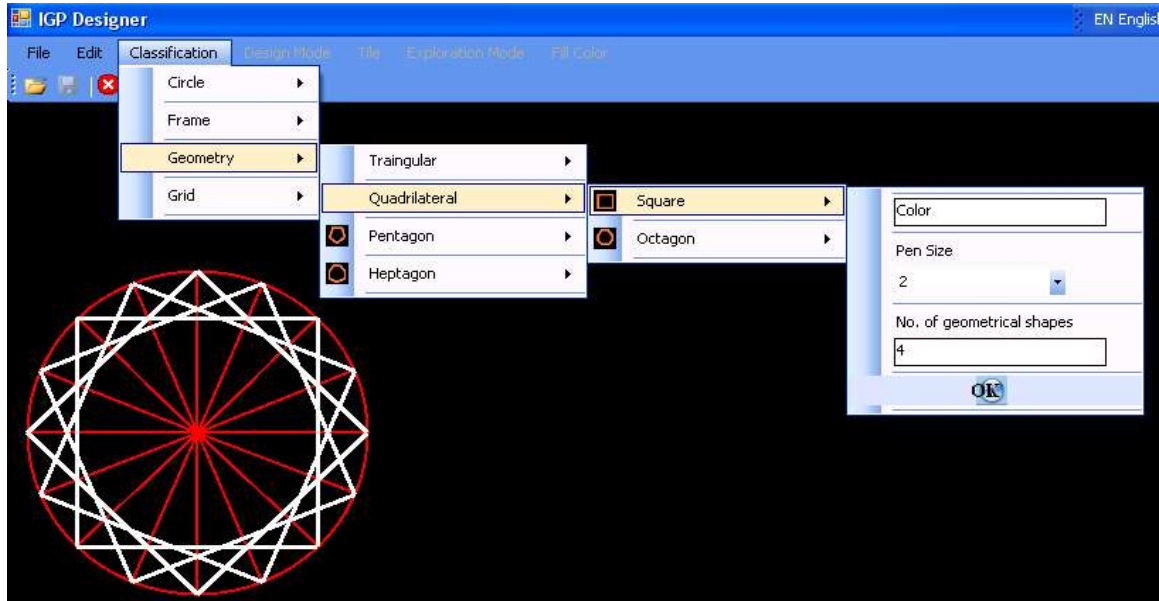 IGP Designer
EN English
File Edit Classification Design Mode Tile Exploration Mode Fill Color
Circle
Frame
Geometry
Grid
Traingular
Quadrilateral
Pentagon
Heptagon
Square
Octagon
Color
Pen Size
2
No. of geometrical shapes
4
OK